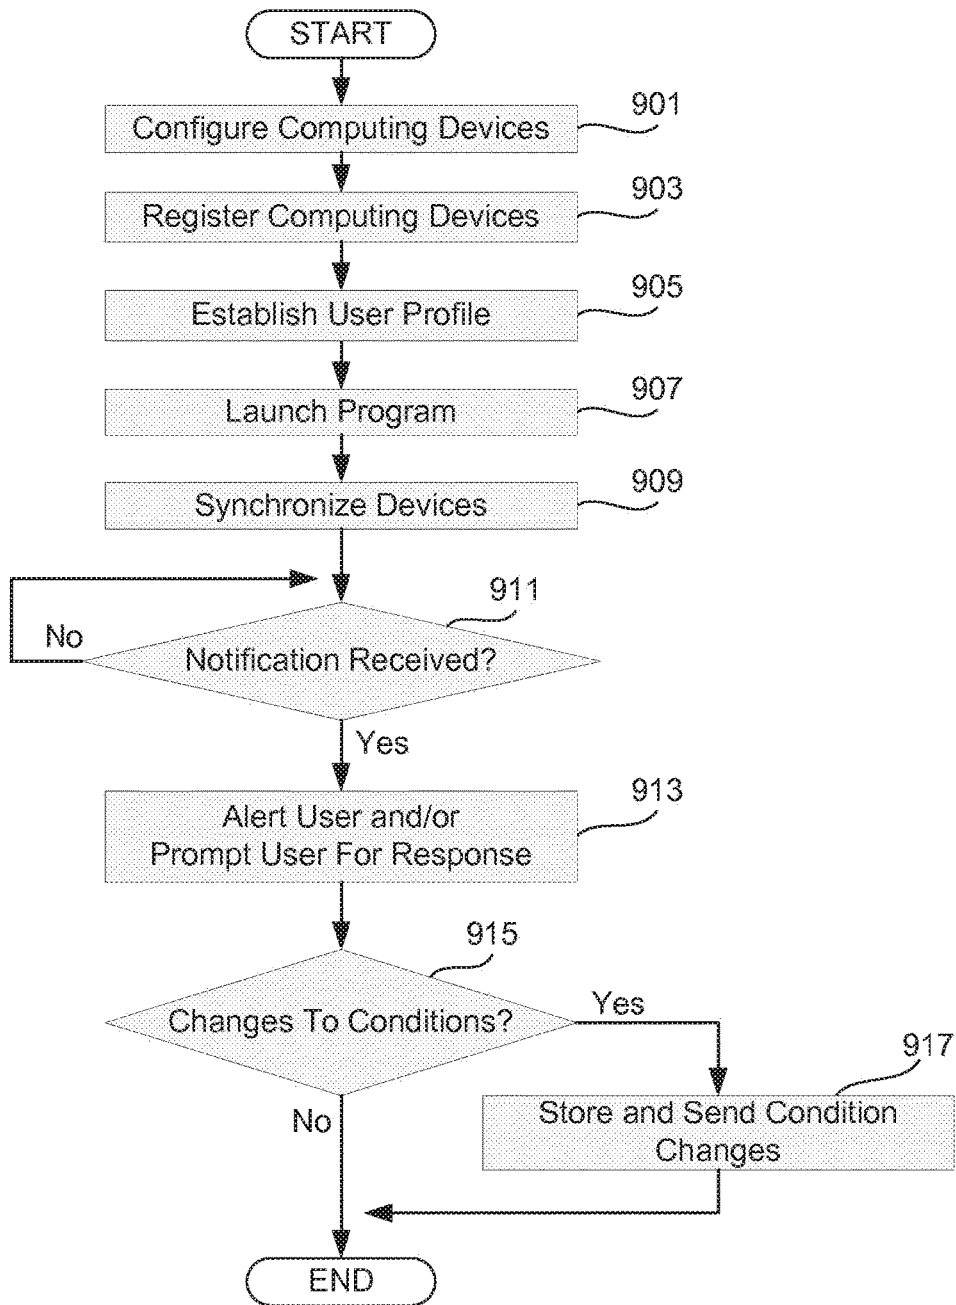 START
901
Configure Computing Devices
903
Register Computing Devices
905
Establish User Profile
907
Launch Program
909
Synchronize Devices
911
No
Notification Received?
Yes
913
Alert User and/or
Prompt User For Response
915
Changes To Conditions?
Yes
917
No
Store and Send Condition
Changes
END